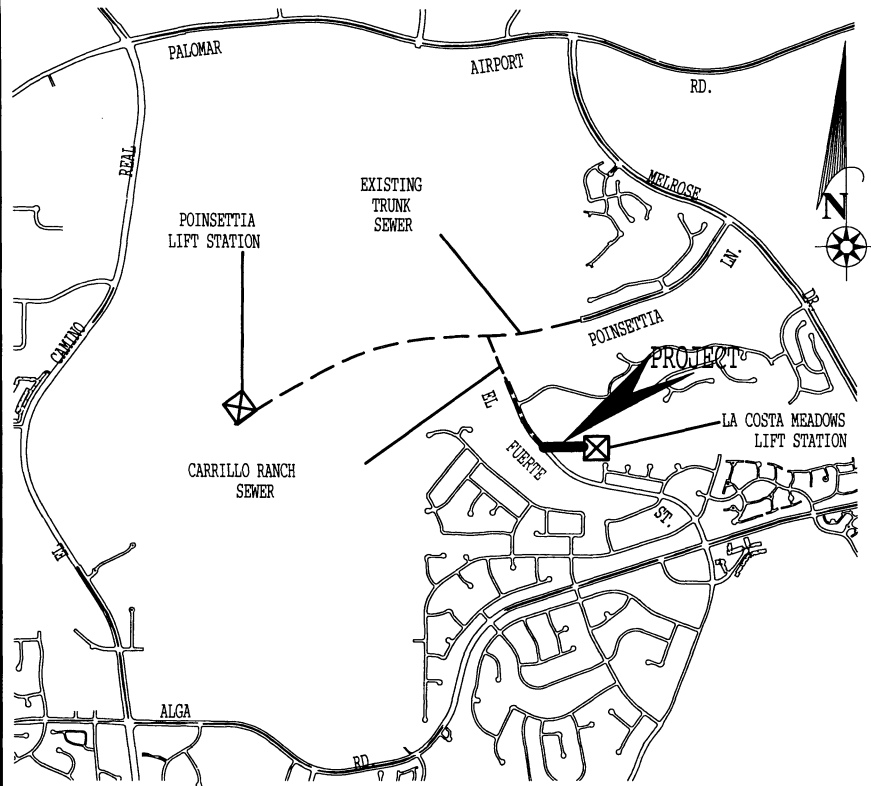 PALOMAR
AIRPORT
RD.
REAL
EXISTING
TRUNK
SEWER
MELROSE
N
POINSETTIA
LIFT STATION
LN.
DR.
CAMINO
POINSETTIA
PROJECT
EL
LA COSTA MEADOWS
LIFT STATION
FUERTE
CARRILLO RANCH
SEWER
ST.
EL
ALGA
RD.